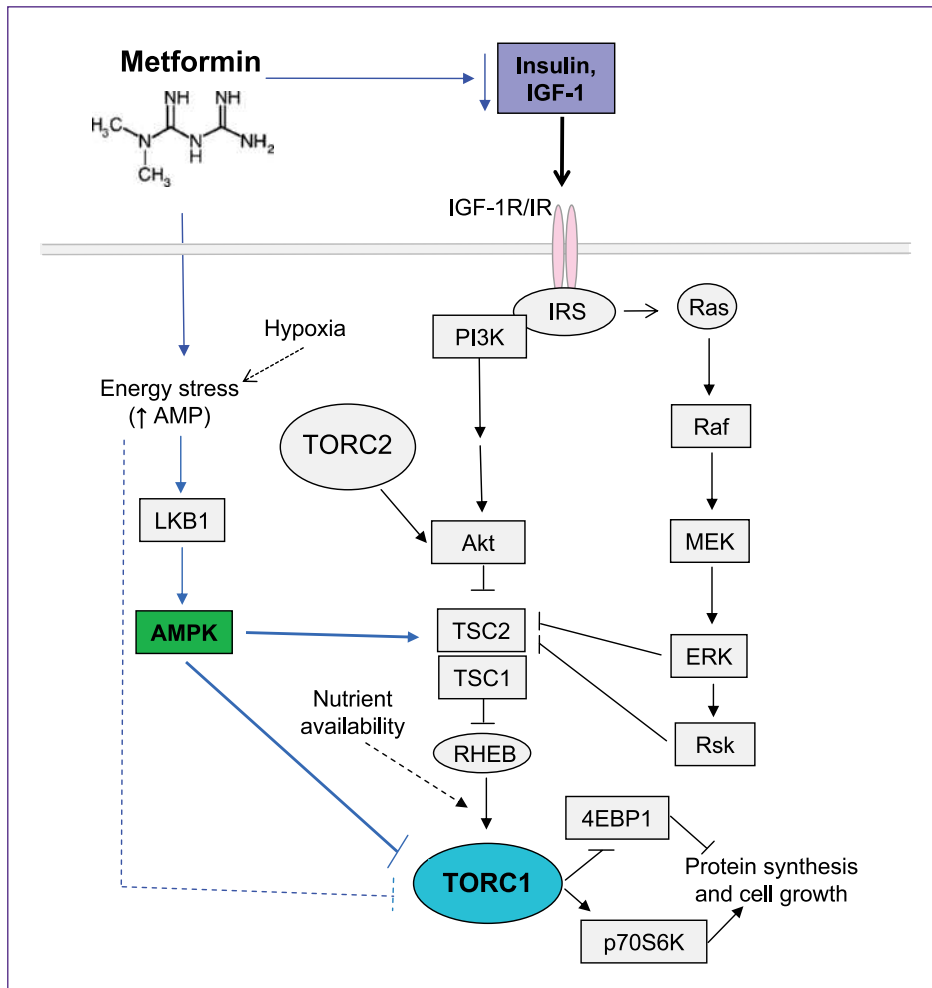 Metformin
NH
NH
H₃C
N
N
H
NH₂
CH₃
Insulin,
IGF-1
IGF-1R/IR
IRS
Ras
PI3K
Hypoxia
Energy stress
(↑ AMP)
Raf
TORC2
LKB1
Akt
MEK
AMPK
TSC2
TSC1
ERK
Nutrient
availability
RHEB
Rsk
4EBP1
TORC1
Protein synthesis
and cell growth
p70S6K